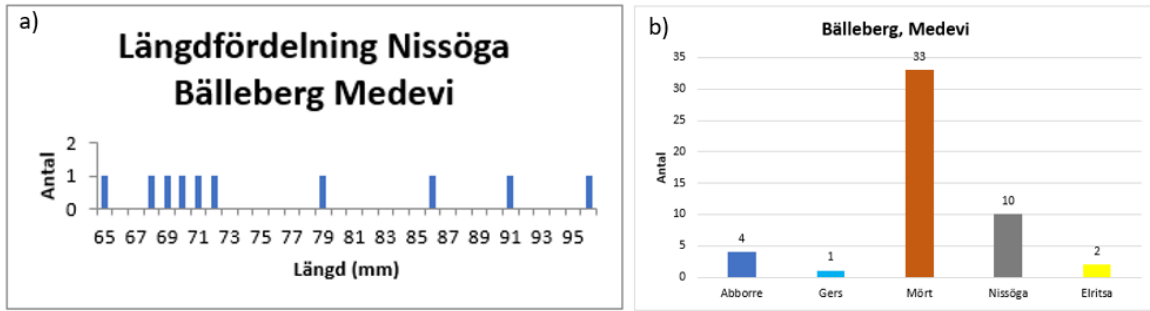 a)
Längdfördelning Nissöga
Bälleberg Medevi
Antal
2
1
0
65 67 69 71 73 75 77 79 81 83 85 87 89 91 93 95
Längd (mm)
b)
Bälleberg, Medevi
Antal
35
30
25
20
15
10
5
0
4
1
33
10
2
Abborre Gers Mört Nissöga Elritsa